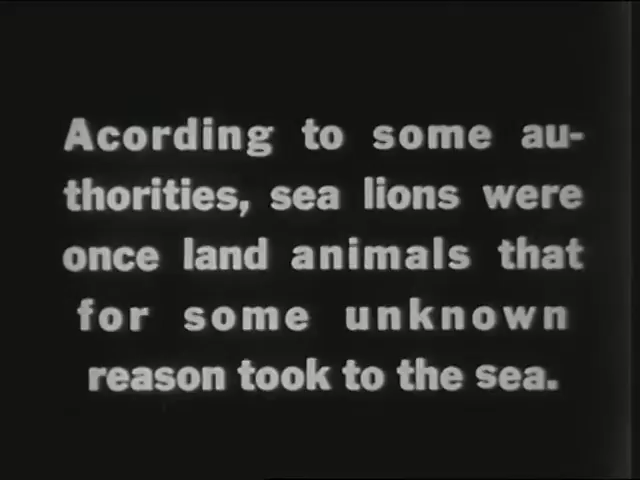 Acording to some au-
thorities, sea lions were
once land animals that
for some unknown
reason took to the sea.